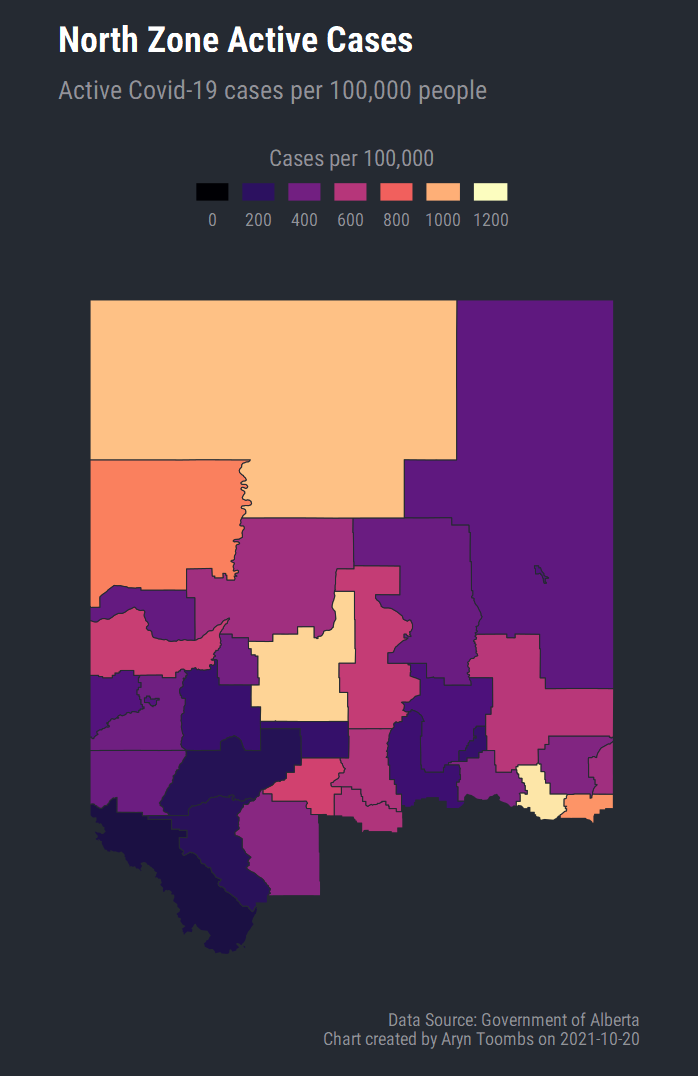 North Zone Active Cases
Active Covid-19 cases per 100,000 people
Cases per 100,000
0 200 400 600 800 1000 1200
Data Source: Government of Alberta
Chart created by Aryn Toombs on 2021-10-20